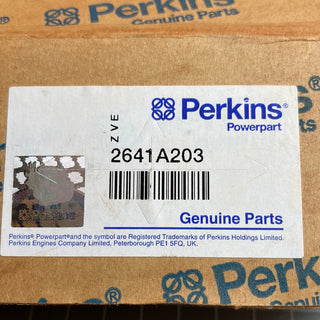 Perkins
Genuine Parts
Perkins®
Powerpart
ZVE
2641A203
Genuine Parts
Perkins® Powerpart® and the symbol are Registered Trademarks of Perkins Holdings Limited.
Perkins Engines Company Limited, Peterborough PE1 5FQ, UK.
Perkins